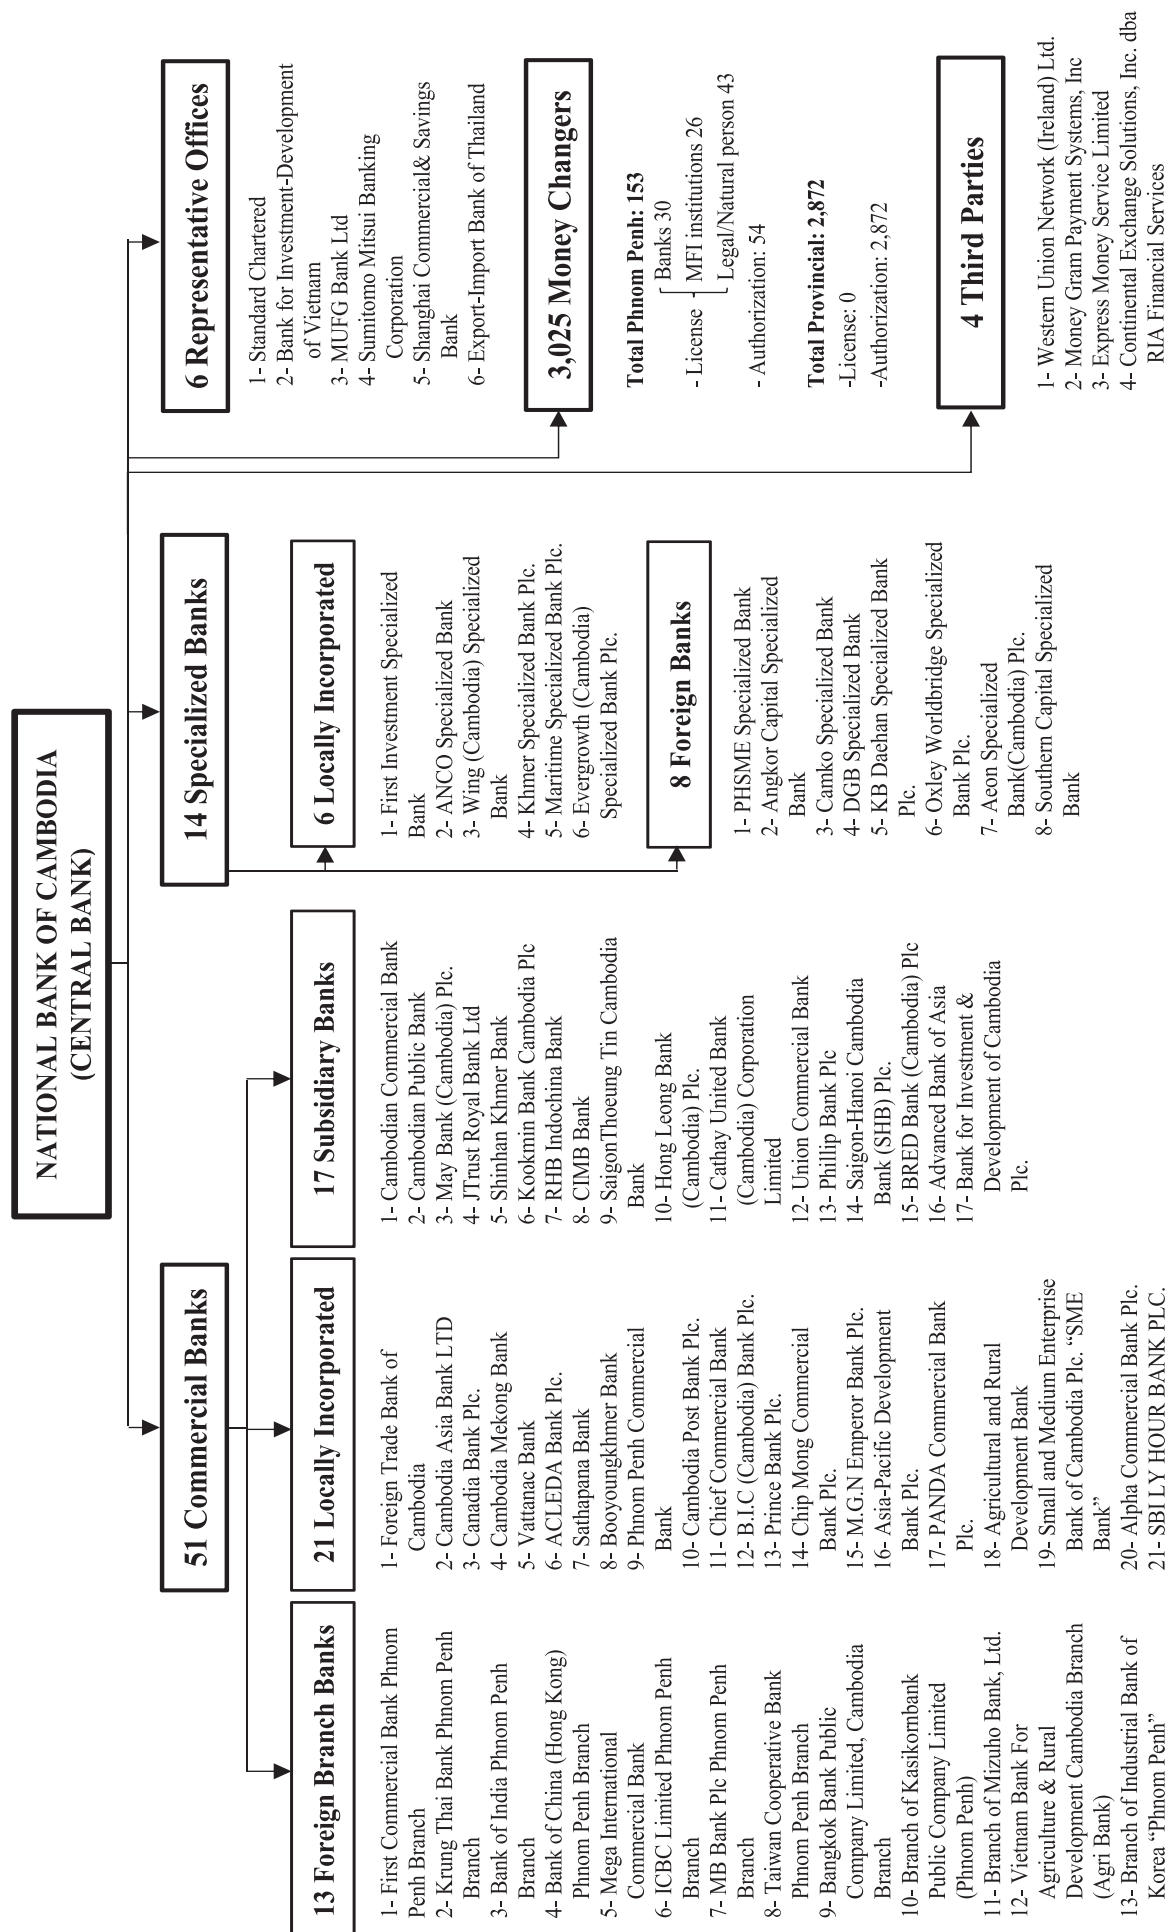 NATIONAL BANK OF CAMBODIA
(CENTRAL BANK)
51 Commercial Banks
13 Foreign Branch Banks
1- First Commercial Bank Phnom
Penh Branch
2- Krung Thai Bank Phnom Penh
Branch
3- Bank of India Phnom Penh
Branch
4- Bank of China (Hong Kong)
Phnom Penh Branch
5- Mega International
Commercial Bank
6- ICBC Limited Phnom Penh
Branch
7- MB Bank Plc Phnom Penh
Branch
8- Taiwan Cooperative Bank
Phnom Penh Branch
9- Bangkok Bank Public
Company Limited, Cambodia
Branch
10- Branch of Kasikornbank
Public Company Limited
(Phnom Penh)
11- Branch of Mizuho Bank, Ltd.
12- Vietnam Bank For
Agriculture & Rural
Development Cambodia Branch
(Agri Bank)
13- Branch of Industrial Bank of
Korea “Phnom Penh”
21 Locally Incorporated
1- Foreign Trade Bank of
Cambodia
2- Cambodia Asia Bank LTD
3- Canadia Bank Plc.
4- Cambodia Mekong Bank
5- Vattanac Bank
6- ACLEDA Bank Plc.
7- Sathapana Bank
8- Booyoungkhmer Bank
9- Phnom Penh Commercial
Bank
10- Cambodia Post Bank Plc.
11- Chief Commercial Bank
12- B.I.C (Cambodia) Bank Plc.
13- Prince Bank Plc.
14- Chip Mong Commercial
Bank Plc.
15- M.G.N Emperor Bank Plc.
16- Asia-Pacific Development
Bank Plc.
17- PANDA Commercial Bank
Plc.
18- Agricultural and Rural
Development Bank
19- Small and Medium Enterprise
Bank of Cambodia Plc. “SME
Bank”
20- Alpha Commercial Bank Plc.
21- SBI LY HOUR BANK PLC.
17 Subsidiary Banks
1- Cambodian Commercial Bank
2- Cambodian Public Bank
3- May Bank (Cambodia) Plc.
4- JTrust Royal Bank Ltd
5- Shinhan Khmer Bank
6- Kookmin Bank Cambodia Plc
7- RHB Indochina Bank
8- CIMB Bank
9- SaigonThoeung Tin Cambodia
Bank
10- Hong Leong Bank
(Cambodia) Plc.
11- Cathay United Bank
(Cambodia) Corporation
Limited
12- Union Commercial Bank
13- Phillip Bank Plc
14- Saigon-Hanoi Cambodia
Bank (SHB) Plc.
15- BRED Bank (Cambodia) Plc
16- Advanced Bank of Asia
17- Bank for Investment &
Development of Cambodia
Plc.
14 Specialized Banks
6 Locally Incorporated
1- First Investment Specialized
Bank
2- ANCO Specialized Bank
3- Wing (Cambodia) Specialized
Bank
4- Khmer Specialized Bank Plc.
5- Maritime Specialized Bank Plc.
6- Evergrowth (Cambodia)
Specialized Bank Plc.
8 Foreign Banks
1- PHSME Specialized Bank
2- Angkor Capital Specialized
Bank
3- Camko Specialized Bank
4- DGB Specialized Bank
5- KB Daehan Specialized Bank
Plc.
6- Oxley Worldbridge Specialized
Bank Plc.
7- Aeon Specialized
Bank(Cambodia) Plc.
8- Southern Capital Specialized
Bank
6 Representative Offices
1- Standard Chartered
2- Bank for Investment-Development
of Vietnam
3- MUFG Bank Ltd
4- Sumitomo Mitsui Banking
Corporation
5- Shanghai Commercial& Savings
Bank
6- Export-Import Bank of Thailand
3,025 Money Changers
Total Phnom Penh: 153
Banks 30
- License
MFI institutions 26
Legal/Natural person 43
- Authorization: 54
Total Provincial: 2,872
-License: 0
-Authorization: 2,872
4 Third Parties
1- Western Union Network (Ireland) Ltd.
2- Money Gram Payment Systems, Inc
3- Express Money Service Limited
4- Continental Exchange Solutions, Inc. dba
RIA Financial Services